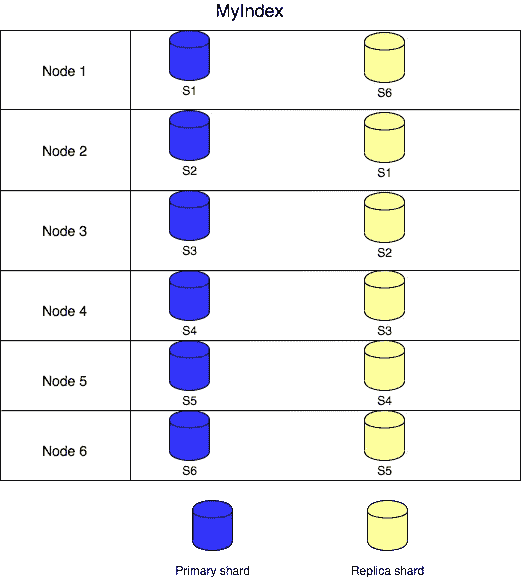 MyIndex
Node 1
S1
S6
Node 2
S2
S1
Node 3
S3
S2
Node 4
S4
S3
Node 5
S5
S4
Node 6
S6
S5
Primary shard
Replica shard